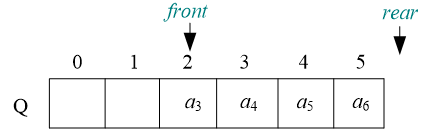 front rear
0 1 2 3 4 5
Q a₃ a₄ a₅ a₆